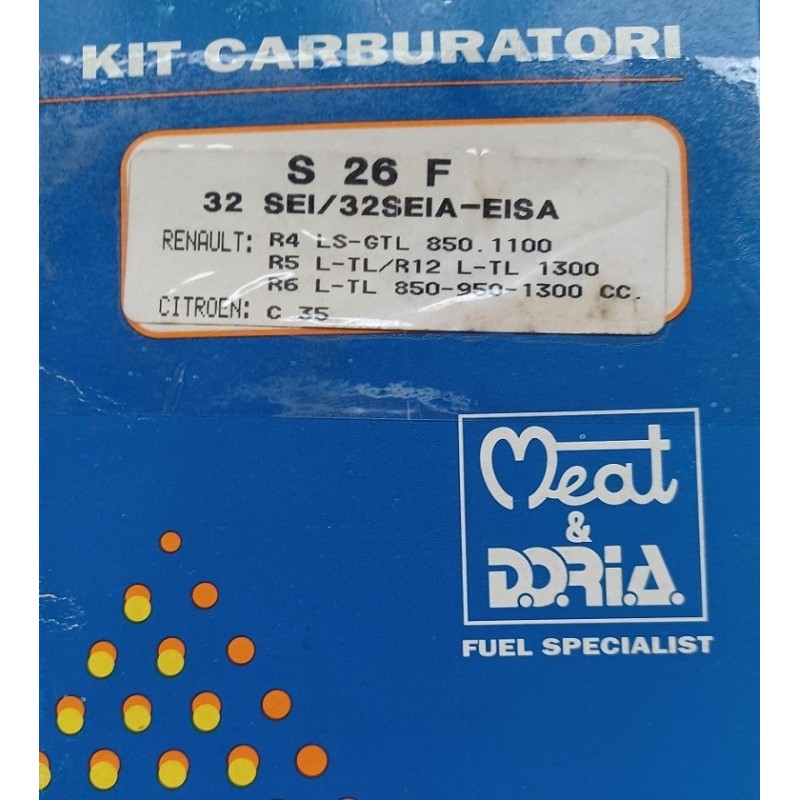 KIT CARBURATORI
S 26 F
32 SEI/32SEIA-EISA
RENAULT: R4 LS-GTL 850.1100
R5 L-TL/R12 L-TL 1300
R6 L-TL 850-950-1300 CC.
CITROEN: C 35
Meat
&
D.O.R.i.A.
FUEL SPECIALIST